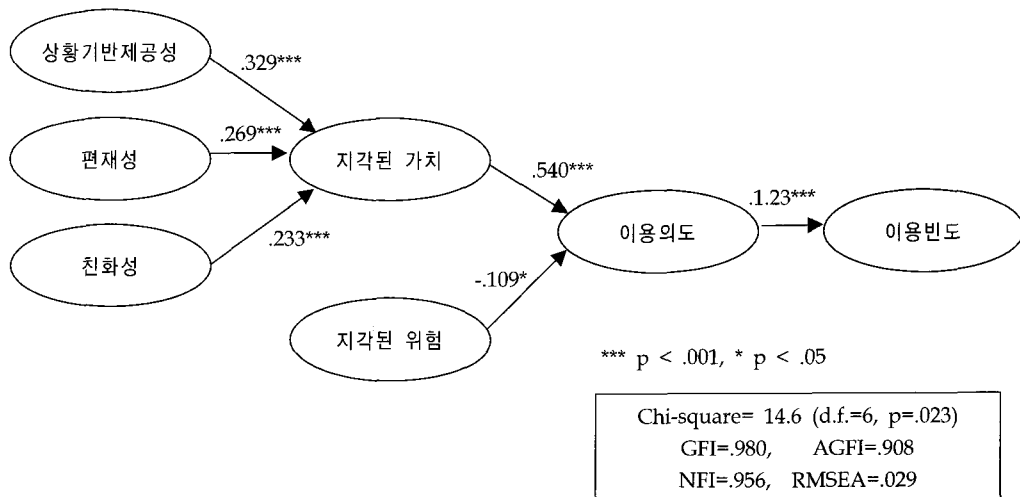 상황기반제공성
.329***
편재성
.269***
지각된 가치
.540***
.1.23***
이용의도
이용빈도
친화성
.233***
-.109*
지각된 위험
*** p < .001, * p < .05
Chi-square= 14.6 (d.f.=6, p=.023)
GFI=.980, AGFI=.908
NFI=.956, RMSEA=.029